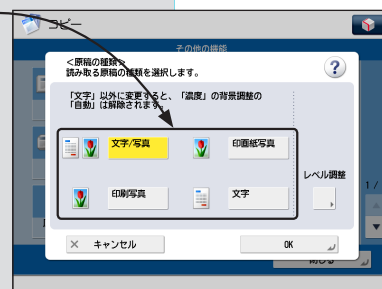 コピー
その他の機能
<原稿の種類>
読み取る原稿の種類を選択します。
?
「文字」以外に変更すると、「濃度」の背景調整の
「自動」は解除されます。
文字/写真
印画紙写真
レベル調整
印刷写真
文字
1/
× キャンセル
OK
閉じる